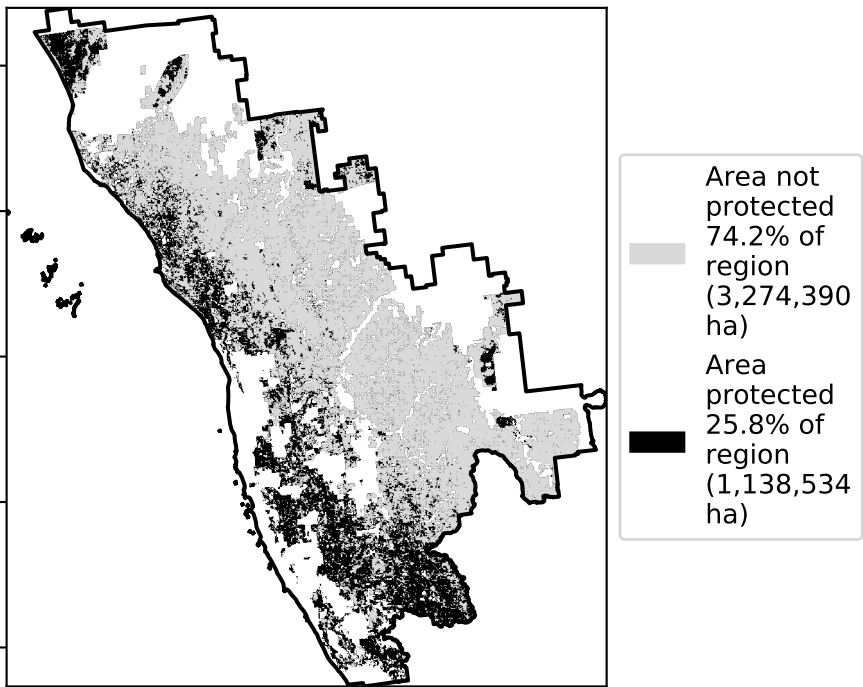 Area not
protected
74.2% of
region
(3,274,390
ha)
Area
protected
25.8% of
region
(1,138,534
ha)